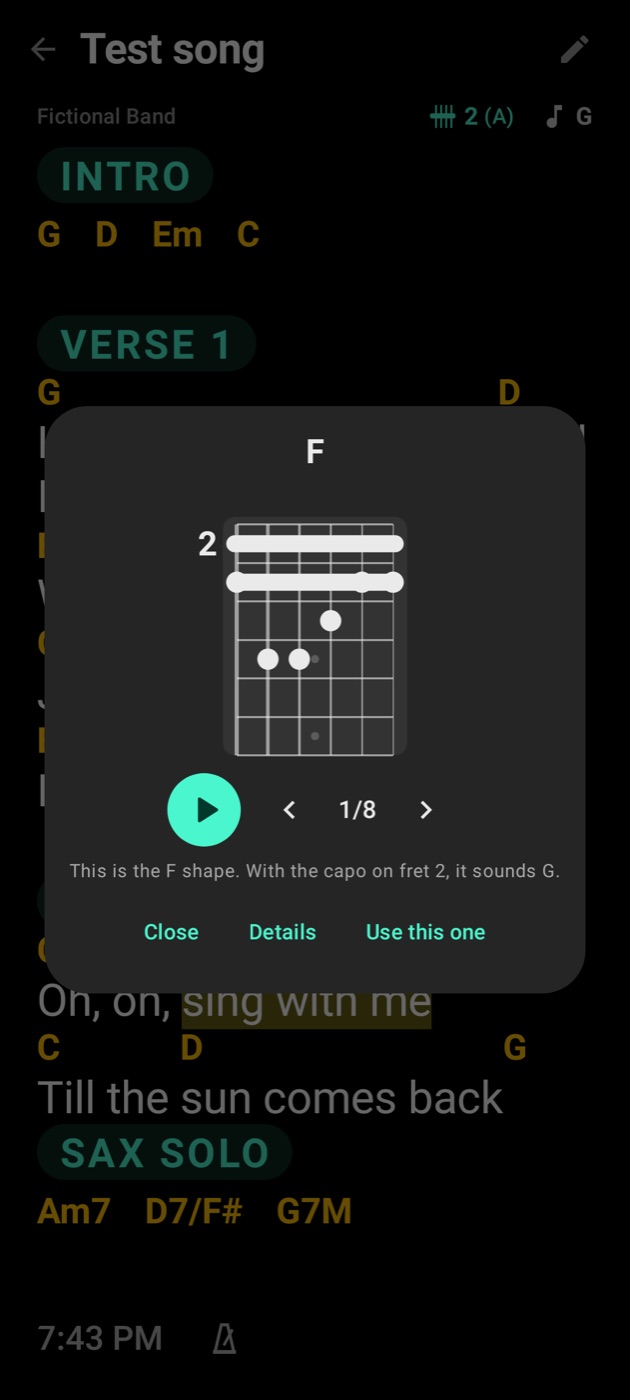 Test song
Fictional Band 2 (A) G
INTRO
G D Em C
VERSE 1
G D
F
2
1/8
This is the F shape. With the capo on fret 2, it sounds G.
Close Details Use this one
Oh, oh, sing with me
C D G
Till the sun comes back
SAX SOLO
Am7 D7/F# G7M
7:43 PM